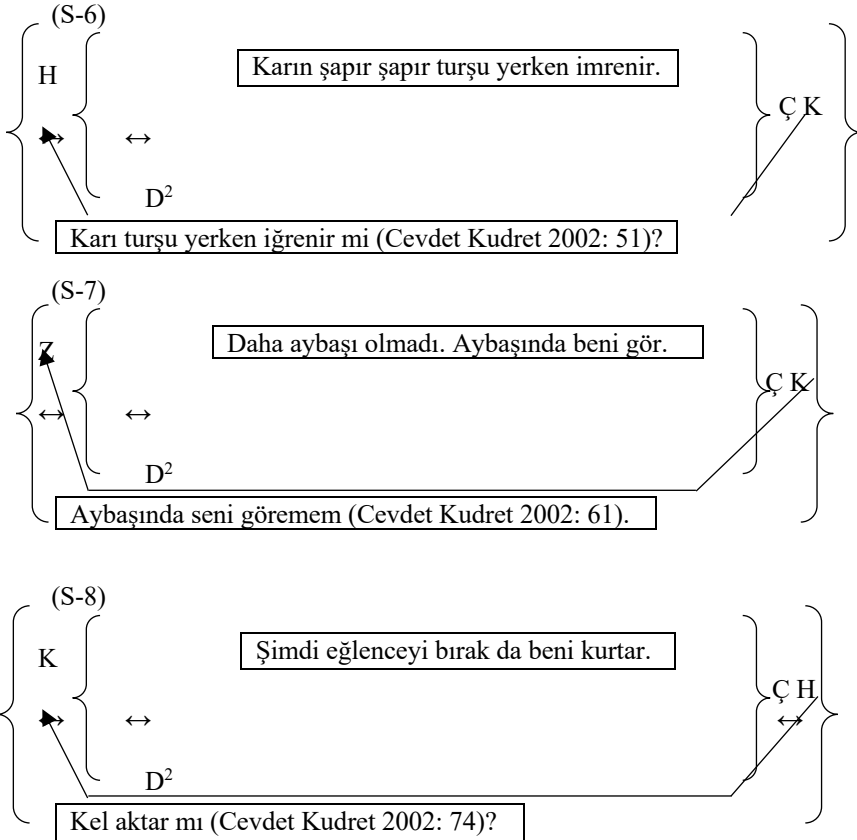 (S-6)
Karın şapır şapır turşu yerken imrenir.
H
Ç K
↔ ↔
D²
Karı turşu yerken iğrenir mi (Cevdet Kudret 2002: 51)?
(S-7)
Daha aybaşı olmadı. Aybaşında beni gör.
Z
Ç K
↔ ↔
D²
Aybaşında seni göremem (Cevdet Kudret 2002: 61).
(S-8)
Şimdi eğlenceyi bırak da beni kurtar.
K
Ç H
↔ ↔ ↔
D²
Kel aktar mı (Cevdet Kudret 2002: 74)?